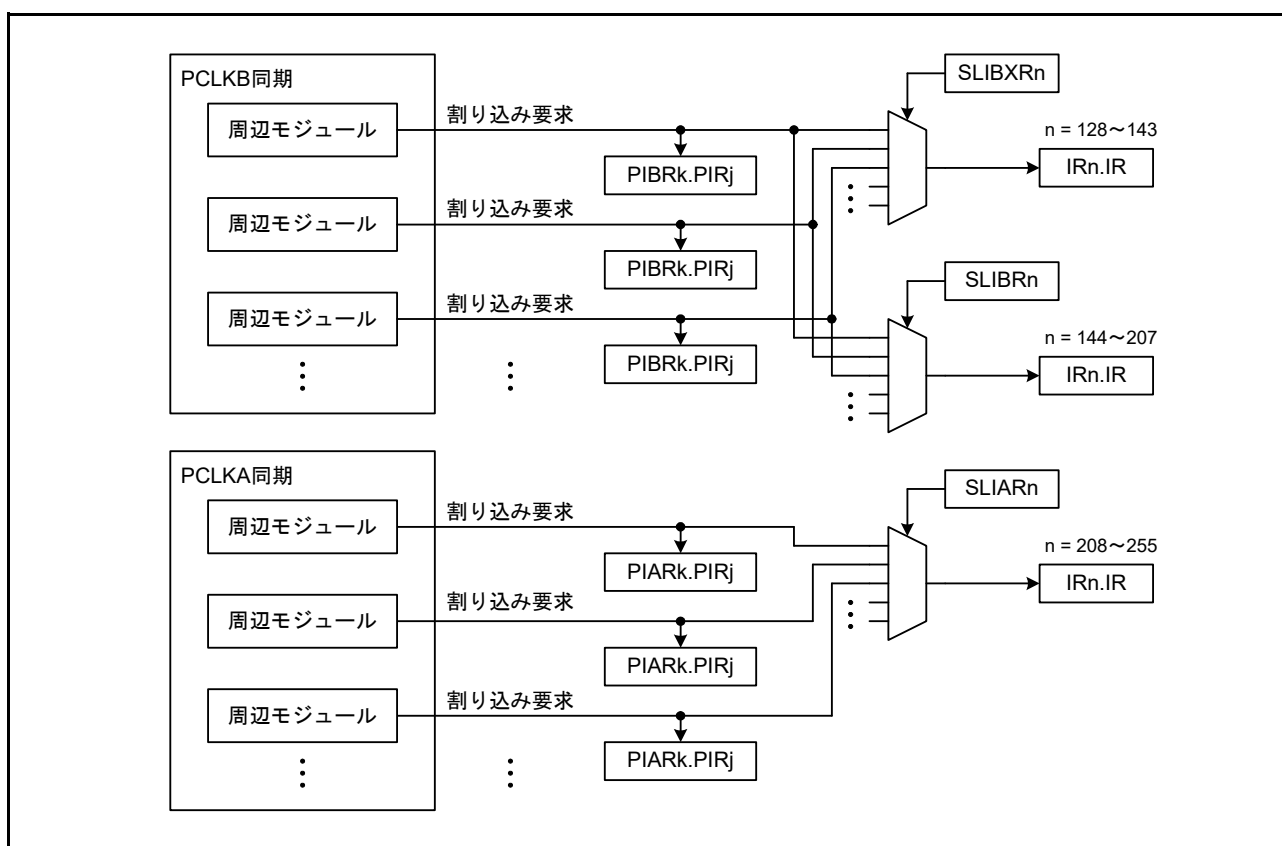 PCLKB同期
周辺モジュール
割り込み要求
PIBRk.PIRj
周辺モジュール
割り込み要求
PIBRk.PIRj
周辺モジュール
割り込み要求
PIBRk.PIRj
SLIBXRn
n = 128～143
IRn.IR
SLIBRn
n = 144～207
IRn.IR
PCLKA同期
周辺モジュール
割り込み要求
PIARk.PIRj
周辺モジュール
割り込み要求
PIARk.PIRj
周辺モジュール
割り込み要求
PIARk.PIRj
SLIARn
n = 208～255
IRn.IR